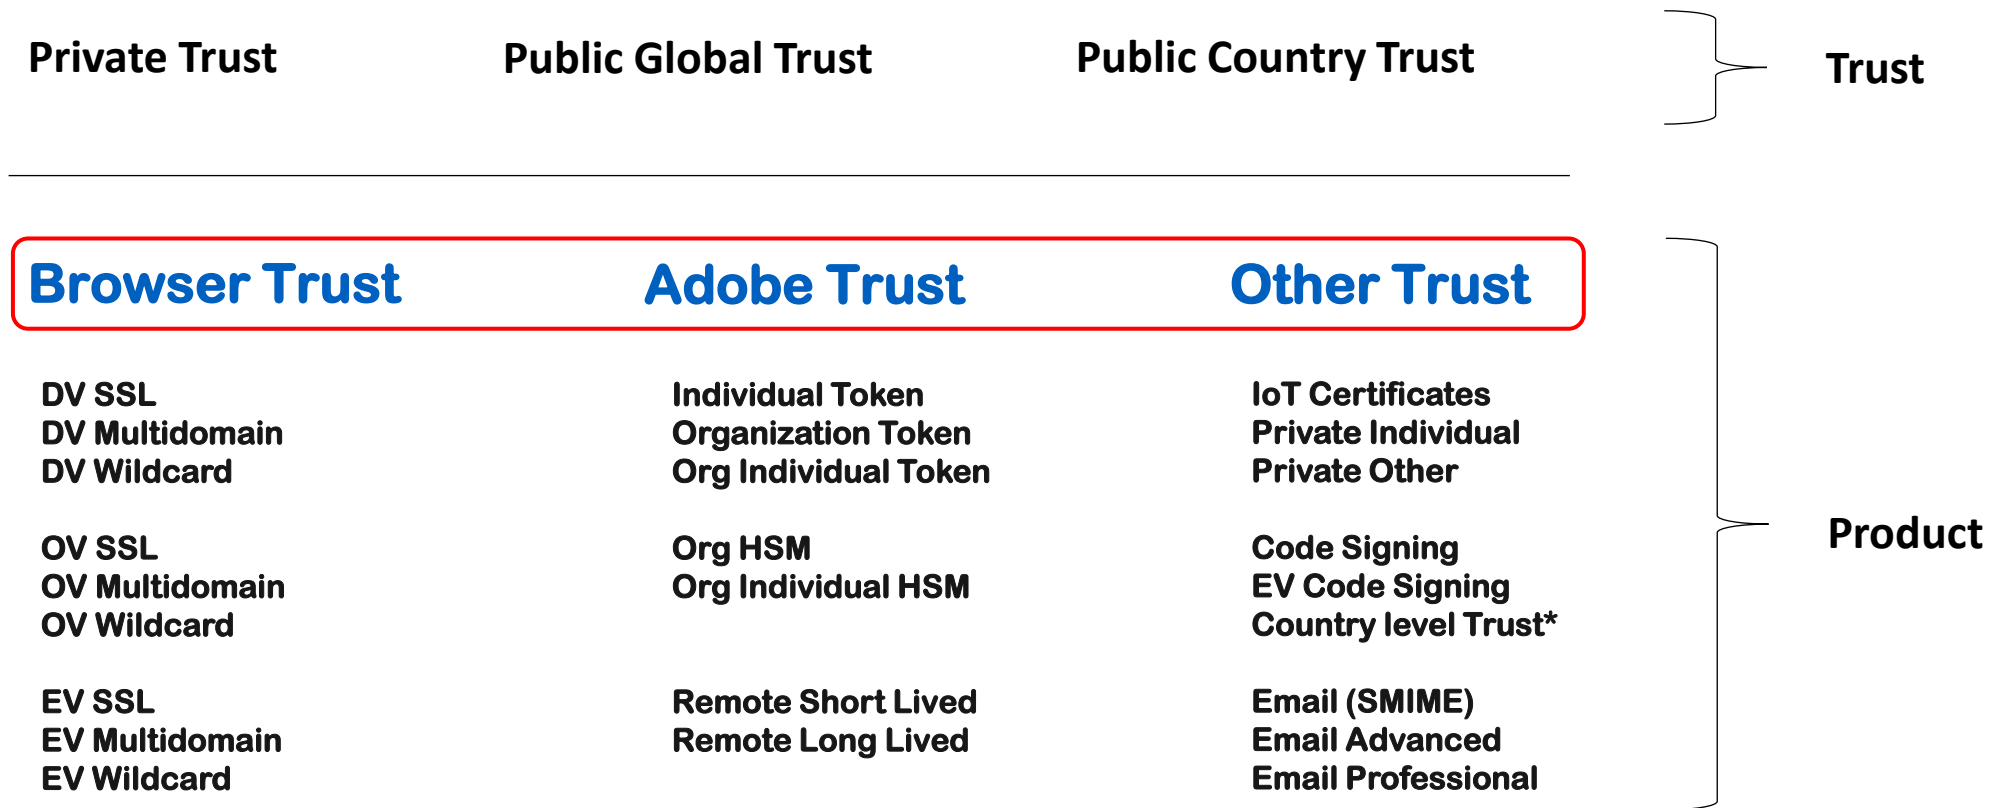 Private Trust
Public Global Trust
Public Country Trust
Trust
Browser Trust
Adobe Trust
Other Trust
DV SSL
DV Multidomain
DV Wildcard
OV SSL
OV Multidomain
OV Wildcard
EV SSL
EV Multidomain
EV Wildcard
Individual Token
Organization Token
Org Individual Token
Org HSM
Org Individual HSM
Remote Short Lived
Remote Long Lived
IoT Certificates
Private Individual
Private Other
Code Signing
EV Code Signing
Country level Trust*
Email (SMIME)
Email Advanced
Email Professional
Product